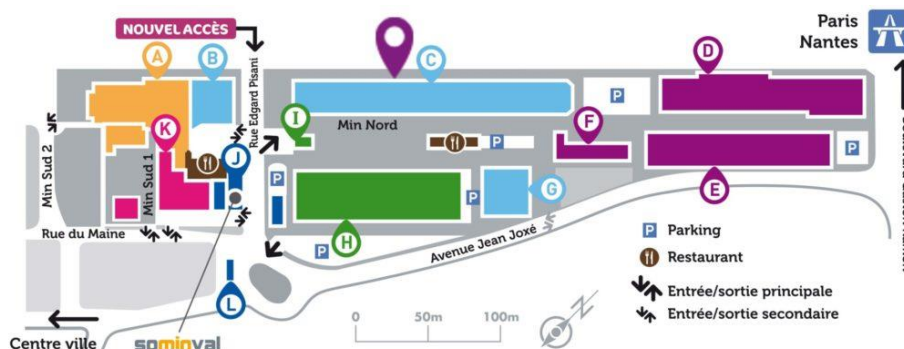 NOUVEL ACCÈS
Paris
Nantes
A
B
C
D
Rue Edgard Pisani
K
I
Min Nord
F
P
J
P
P
Min Sud 2
Min Sud 1
P
P
G
E
H
P
Rue du Maine
Avenue Jean Joxé
P Parking
Restaurant
Entrée/sortie principale
Entrée/sortie secondaire
L
0 50m 100m
N
Centre ville
sominval